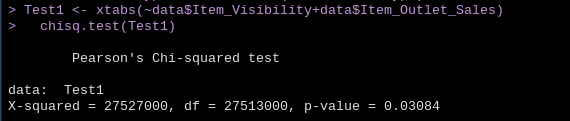 > Test1 <- xtabs(~data$Item_Visibility+data$Item_Outlet_Sales)
>   chisq.test(Test1)
Pearson's Chi-squared test
data:  Test1
X-squared = 27527000, df = 27513000, p-value = 0.03084